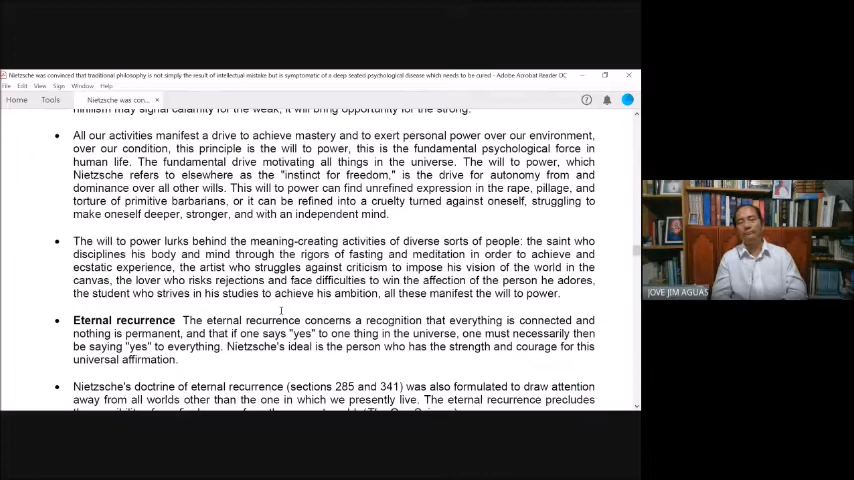 Nietzsche was convinced that traditional philosophy is not simply the result of intellectual mistake but is symptomatic of a deep seated psychological disease which needs to be cured - Adobe Acrobat Reader DC
File Edit View Sign Window Help
Home Tools Nietzsche was con... ×
nihilism may signal calamity for the weak, it will bring opportunity for the strong.
• All our activities manifest a drive to achieve mastery and to exert personal power over our environment,
over our condition, this principle is the will to power, this is the fundamental psychological force in
human life. The fundamental drive motivating all things in the universe. The will to power, which
Nietzsche refers to elsewhere as the "instinct for freedom," is the drive for autonomy from and
dominance over all other wills. This will to power can find unrefined expression in the rape, pillage, and
torture of primitive barbarians, or it can be refined into a cruelty turned against oneself, struggling to
make oneself deeper, stronger, and with an independent mind.
• The will to power lurks behind the meaning-creating activities of diverse sorts of people: the saint who
disciplines his body and mind through the rigors of fasting and meditation in order to achieve and
ecstatic experience, the artist who struggles against criticism to impose his vision of the world in the
canvas, the lover who risks rejections and face difficulties to win the affection of the person he adores,
the student who strives in his studies to achieve his ambition, all these manifest the will to power.
• Eternal recurrence The eternal recurrence concerns a recognition that everything is connected and
nothing is permanent, and that if one says "yes" to one thing in the universe, one must necessarily then
be saying "yes" to everything. Nietzsche's ideal is the person who has the strength and courage for this
universal affirmation.
• Nietzsche's doctrine of eternal recurrence (sections 285 and 341) was also formulated to draw attention
away from all worlds other than the one in which we presently live. The eternal recurrence precludes
JOVE JIM AGUAS